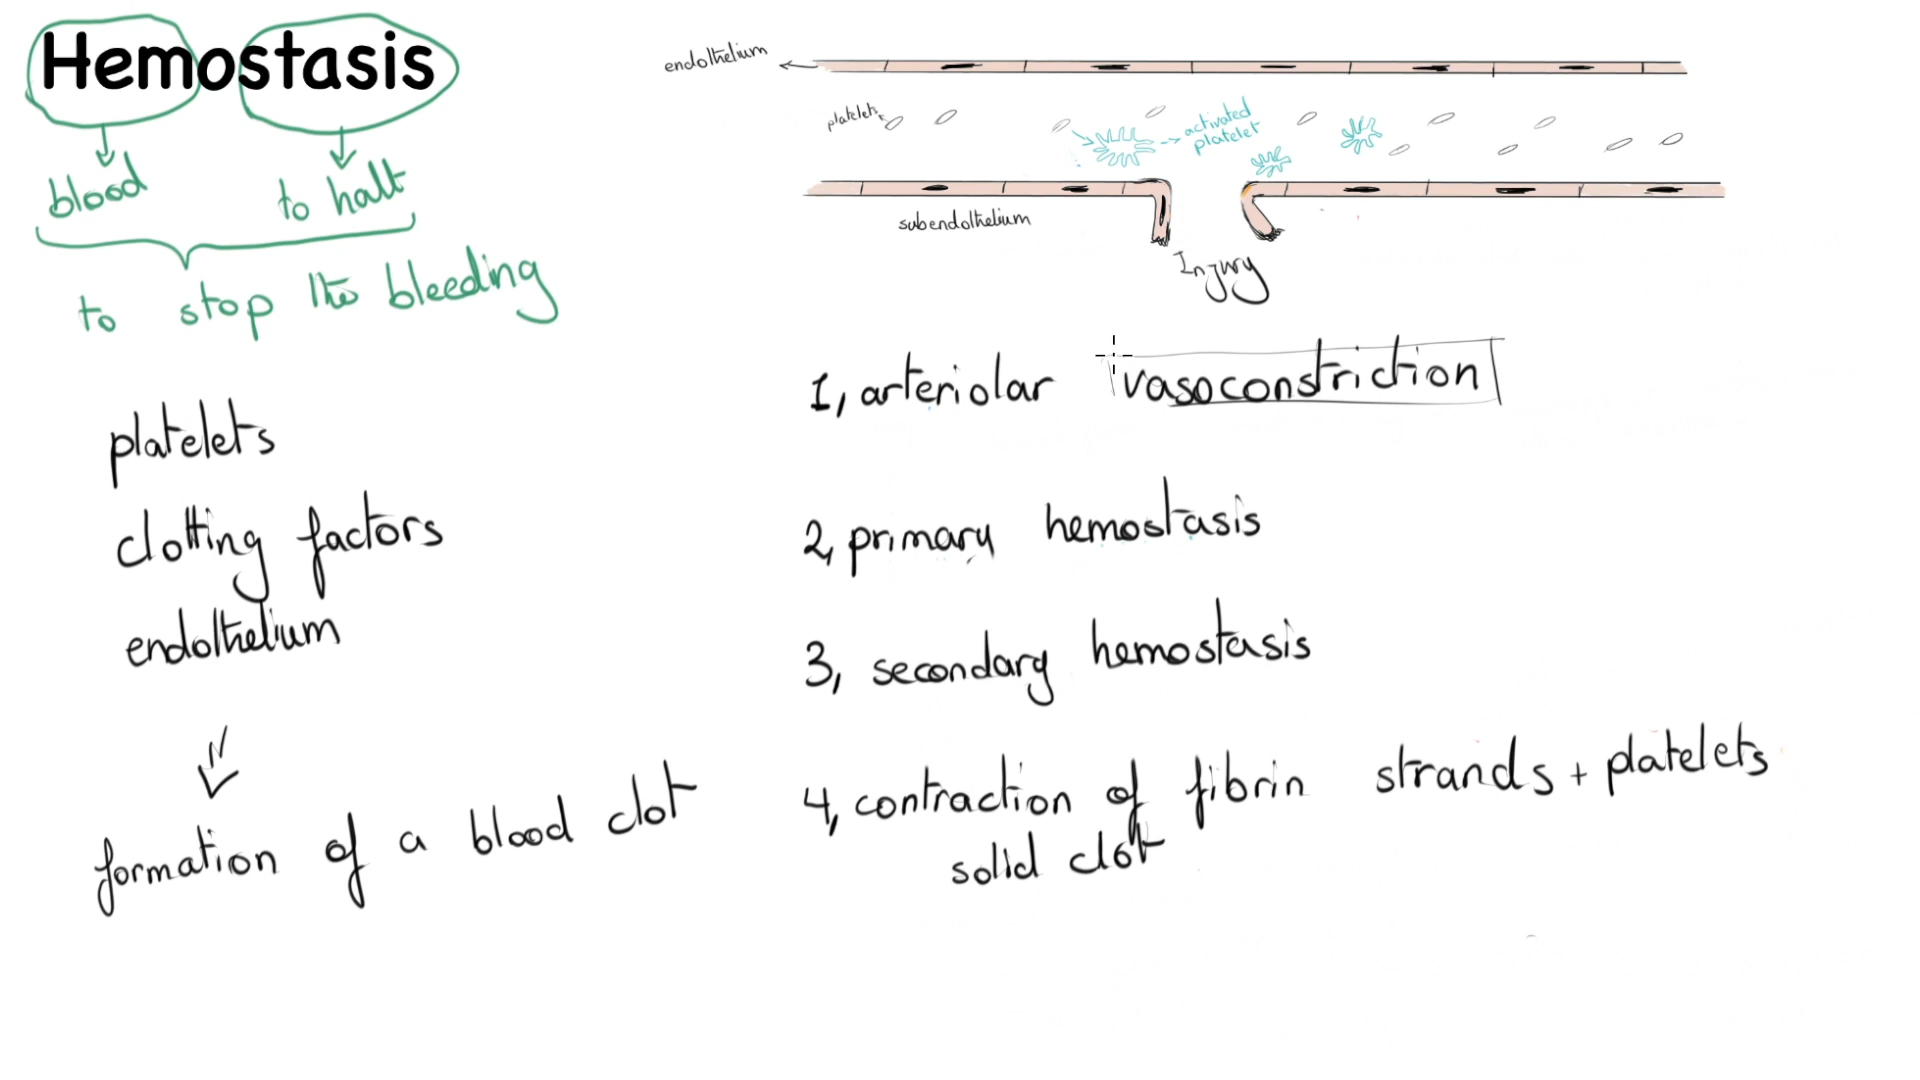 Hemostasis
blood
to halt
to stop the bleeding
platelets
clotting factors
endothelium
formation of a blood clot
endothelium
platelets
activated
platelet
subendothelium
Injury
1, arteriolar vasoconstriction
2, primary hemostasis
3, secondary hemostasis
4, contraction of fibrin strands + platelets
solid clot